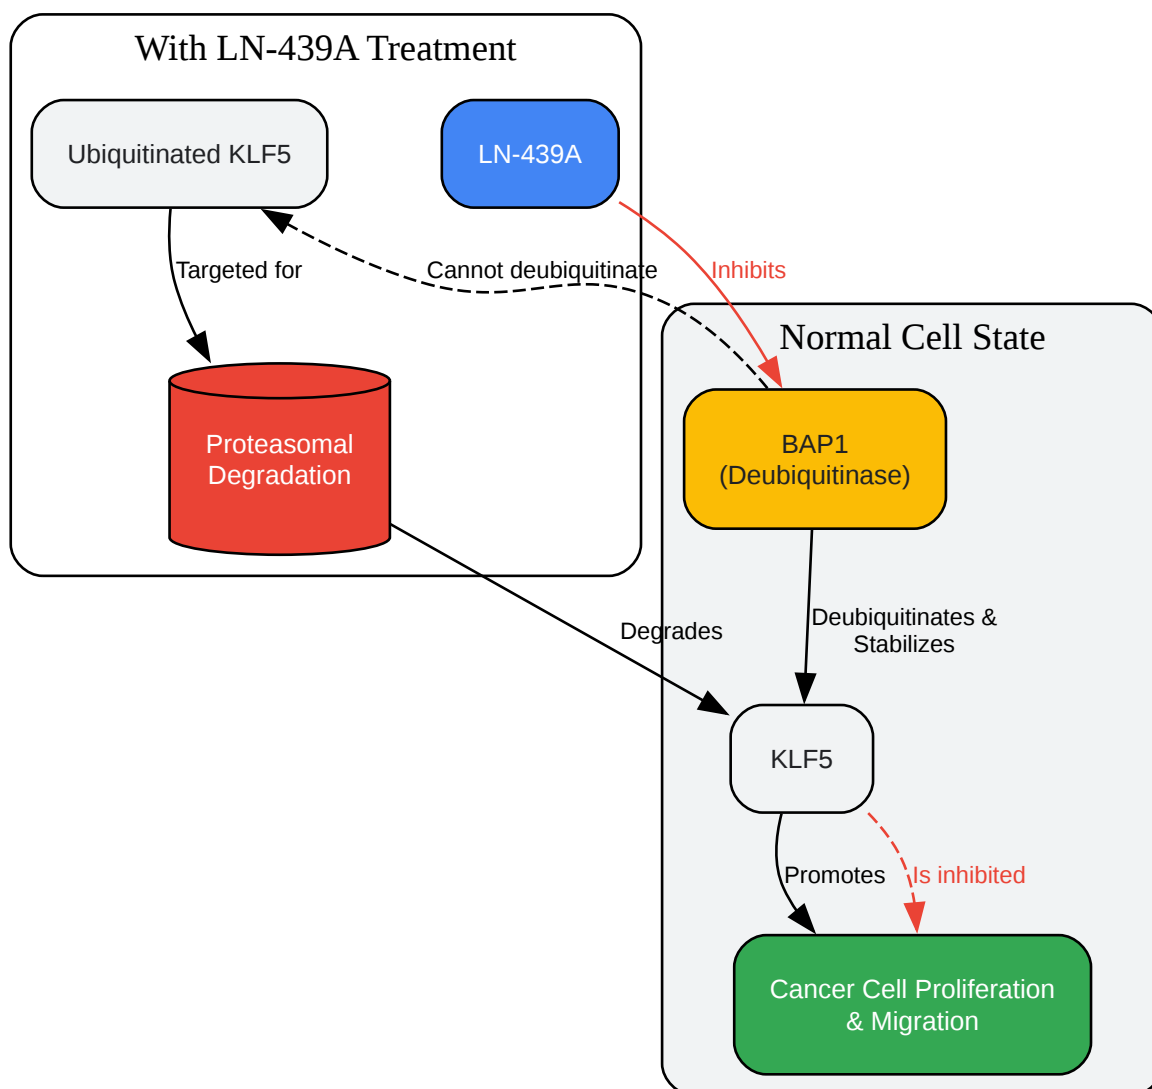 With LN-439A Treatment
Ubiquitinated KLF5
LN-439A
Targeted for
Cannot deubiquitinate
Inhibits
Normal Cell State
Proteasomal
Degradation
BAP1
(Deubiquitinase)
Degrades
Deubiquitinates &
Stabilizes
KLF5
Promotes
Is inhibited
Cancer Cell Proliferation
& Migration